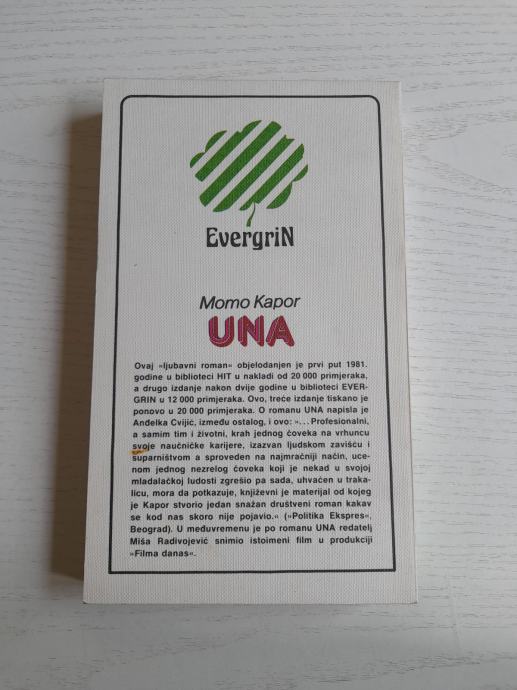 EvergriN
Momo Kapor
UNA
Ovaj »ljubavni roman« objelodanjen je prvi put 1981.
godine u biblioteci HIT u nakladi od 20 000 primjeraka,
a drugo izdanje nakon dvije godine u biblioteci EVER-
GRIN u 12 000 primjeraka. Ovo, treće izdanje tiskano je
ponovo u 20 000 primjeraka. O romanu UNA napisla je
Anđelka Cvijić, između ostalog, i ovo: »... Profesionalni,
a samim tim i životni, krah jednog čoveka na vrhuncu
svoje naučničke karijere, izazvan ljudskom zavišću i
suparništvom a sproveden na najmračniji način, uce-
nom jednog nezrelog čoveka koji je nekad u svojoj
mladalačkoj ludosti zgrešio pa sada, uhvaćen u traka-
licu, mora da potkazuje, književni je materijal od kojeg
je Kapor stvorio jedan snažan društveni roman kakav
se kod nas skoro nije pojavio.« (»Politika Ekspres«,
Beograd). U međuvremenu je po romanu UNA redatelj
Miša Radivojević snimio istoimeni film u produkciji
»Filma danas«.